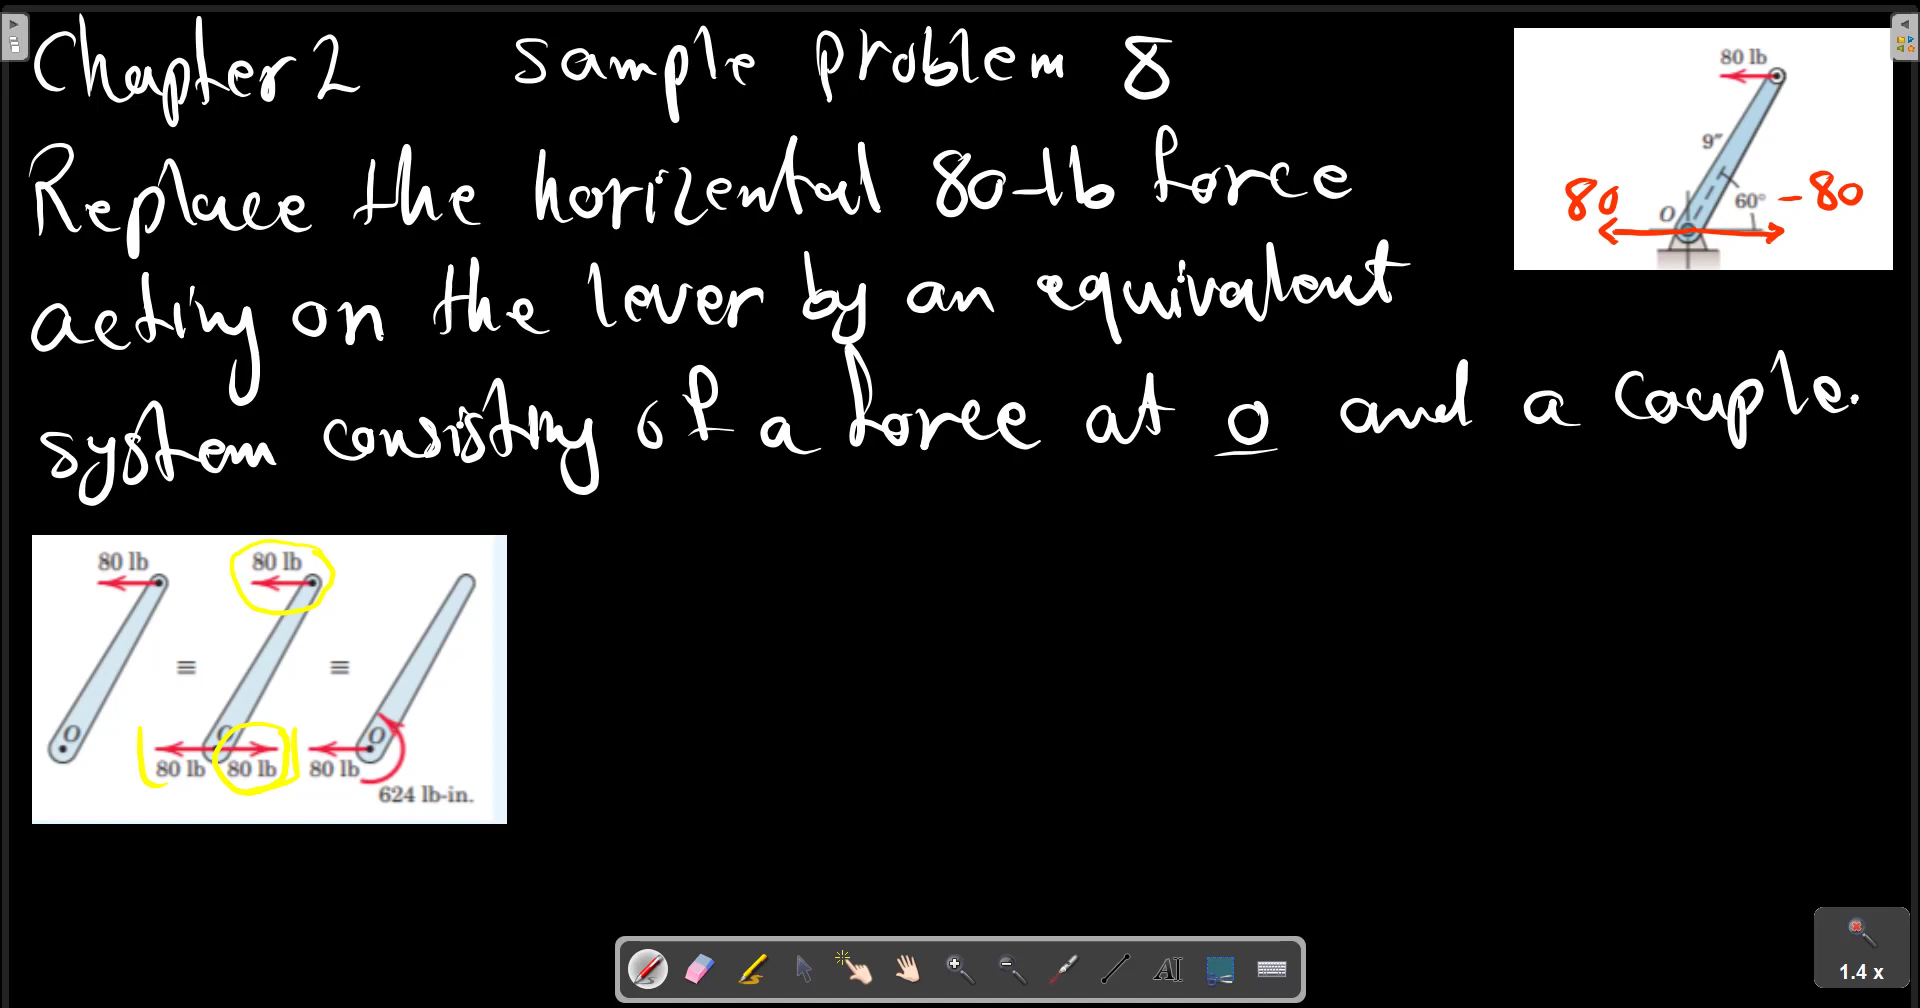 Chapter 2 sample problem 8
Replace the horizental 80-lb force
acting on the lever by an equivalent
system consisting of a force at o and a couple.
80 lb
9"
60°
O
80
-80
80 lb
80 lb
≡
≡
O
O
O
80 lb
80 lb
80 lb
624 lb-in.
AI
1.4 x